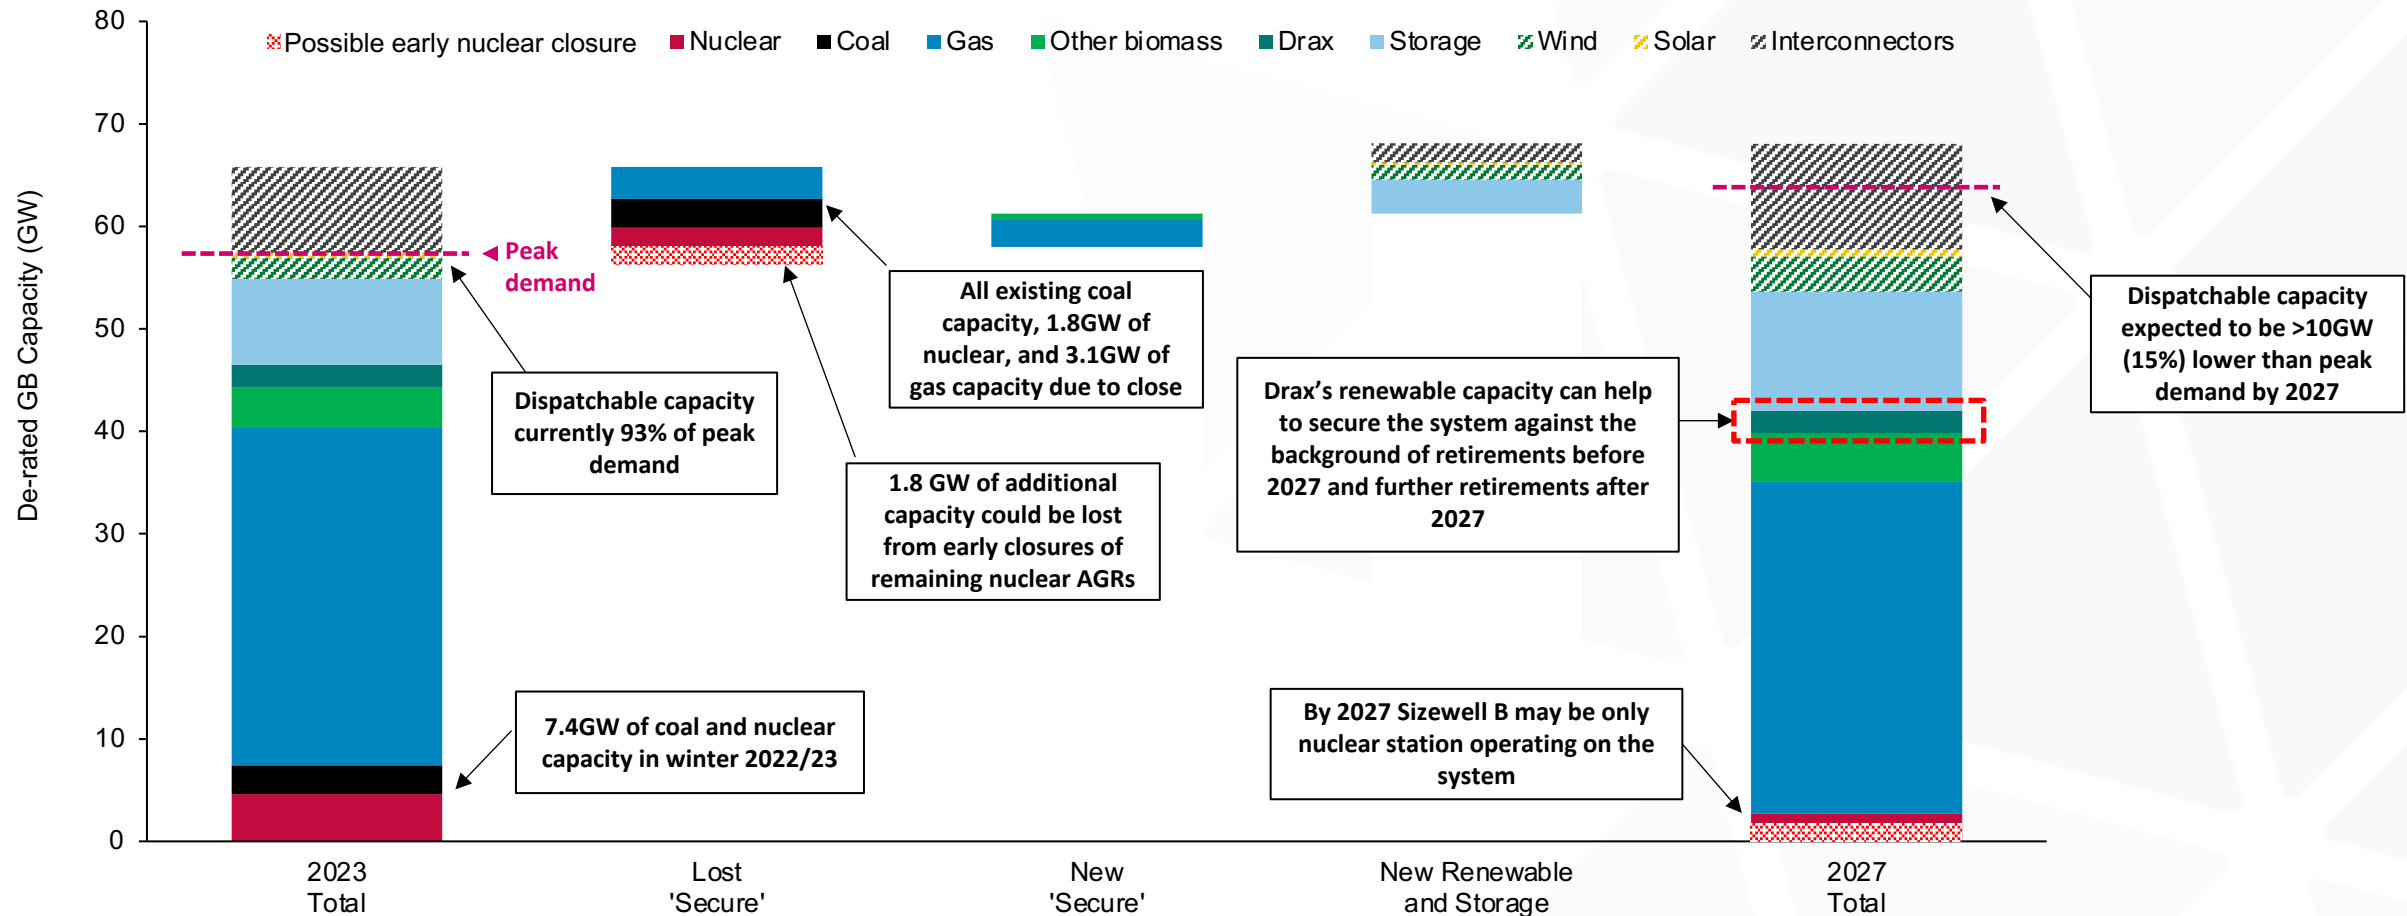 80
70
60
50
40
30
20
10
0
De-rated GB Capacity (GW)
Possible early nuclear closure
Nuclear
Coal
Gas
Other biomass
Drax
Storage
Wind
Solar
Interconnectors
Peak
demand
Dispatchable capacity
currently 93% of peak
demand
7.4GW of coal and nuclear
capacity in winter 2022/23
All existing coal
capacity, 1.8GW of
nuclear, and 3.1GW of
gas capacity due to close
1.8 GW of additional
capacity could be lost
from early closures of
remaining nuclear AGRs
Drax’s renewable capacity can help
to secure the system against the
background of retirements before
2027 and further retirements after
2027
By 2027 Sizewell B may be only
nuclear station operating on the
system
Dispatchable capacity
expected to be >10GW
(15%) lower than peak
demand by 2027
2023
Total
Lost
'Secure'
New
'Secure'
New Renewable
and Storage
2027
Total